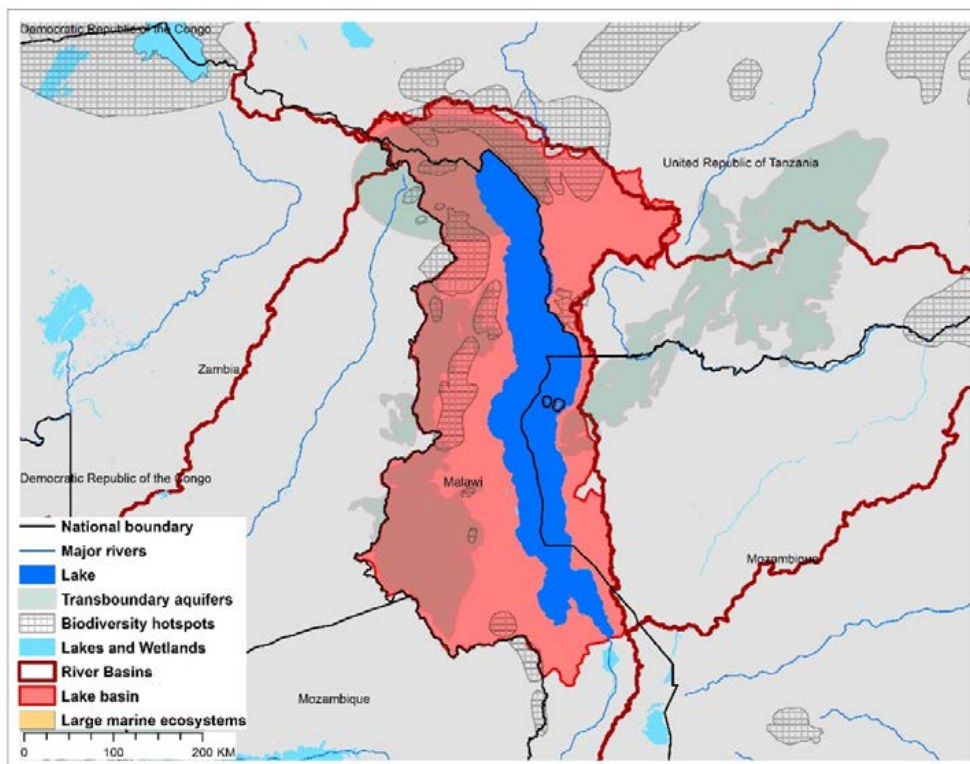 Democratic Republic of the Congo
United Republic of Tanzania
Zambia
Democratic Republic of the Congo
Malawi
Mozambique
Mozambique
National boundary
Major rivers
Lake
Transboundary aquifers
Biodiversity hotspots
Lakes and Wetlands
River Basins
Lake basin
Large marine ecosystems
0 100 200 KM